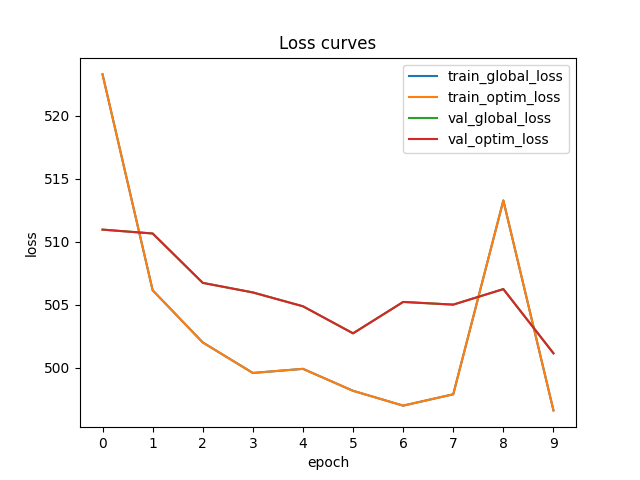 Loss curves
train_global_loss
train_optim_loss
val_global_loss
val_optim_loss
520
515
510
505
500
loss
0 1 2 3 4 5 6 7 8 9
epoch